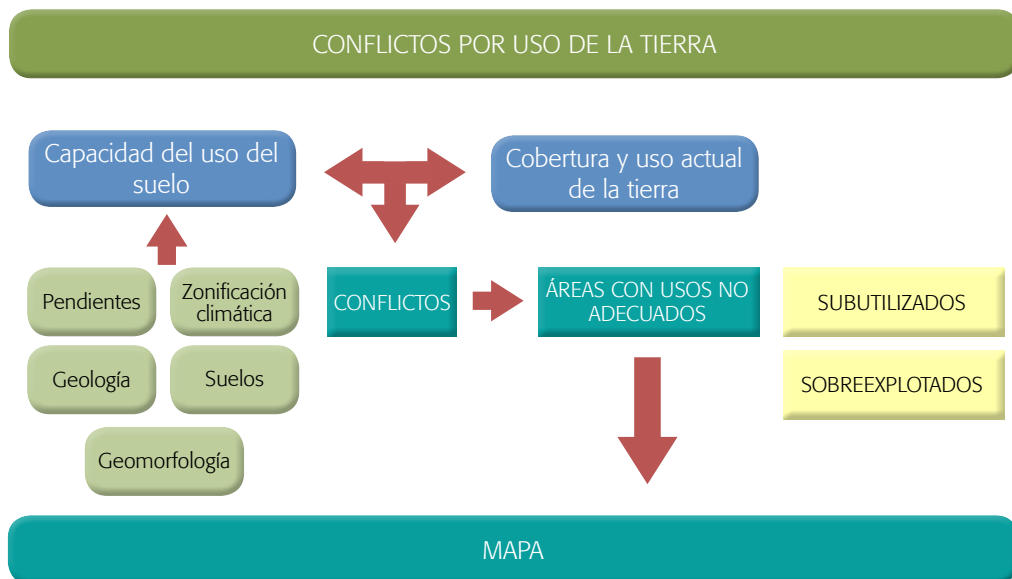 CONFLICTOS POR USO DE LA TIERRA
Capacidad del uso del
suelo
Cobertura y uso actual
de la tierra
Pendientes
Zonificación
climática
CONFLICTOS
ÁREAS CON USOS NO
ADECUADOS
SUBUTILIZADOS
Geología
Suelos
SOBREEXPLOTADOS
Geomorfología
MAPA